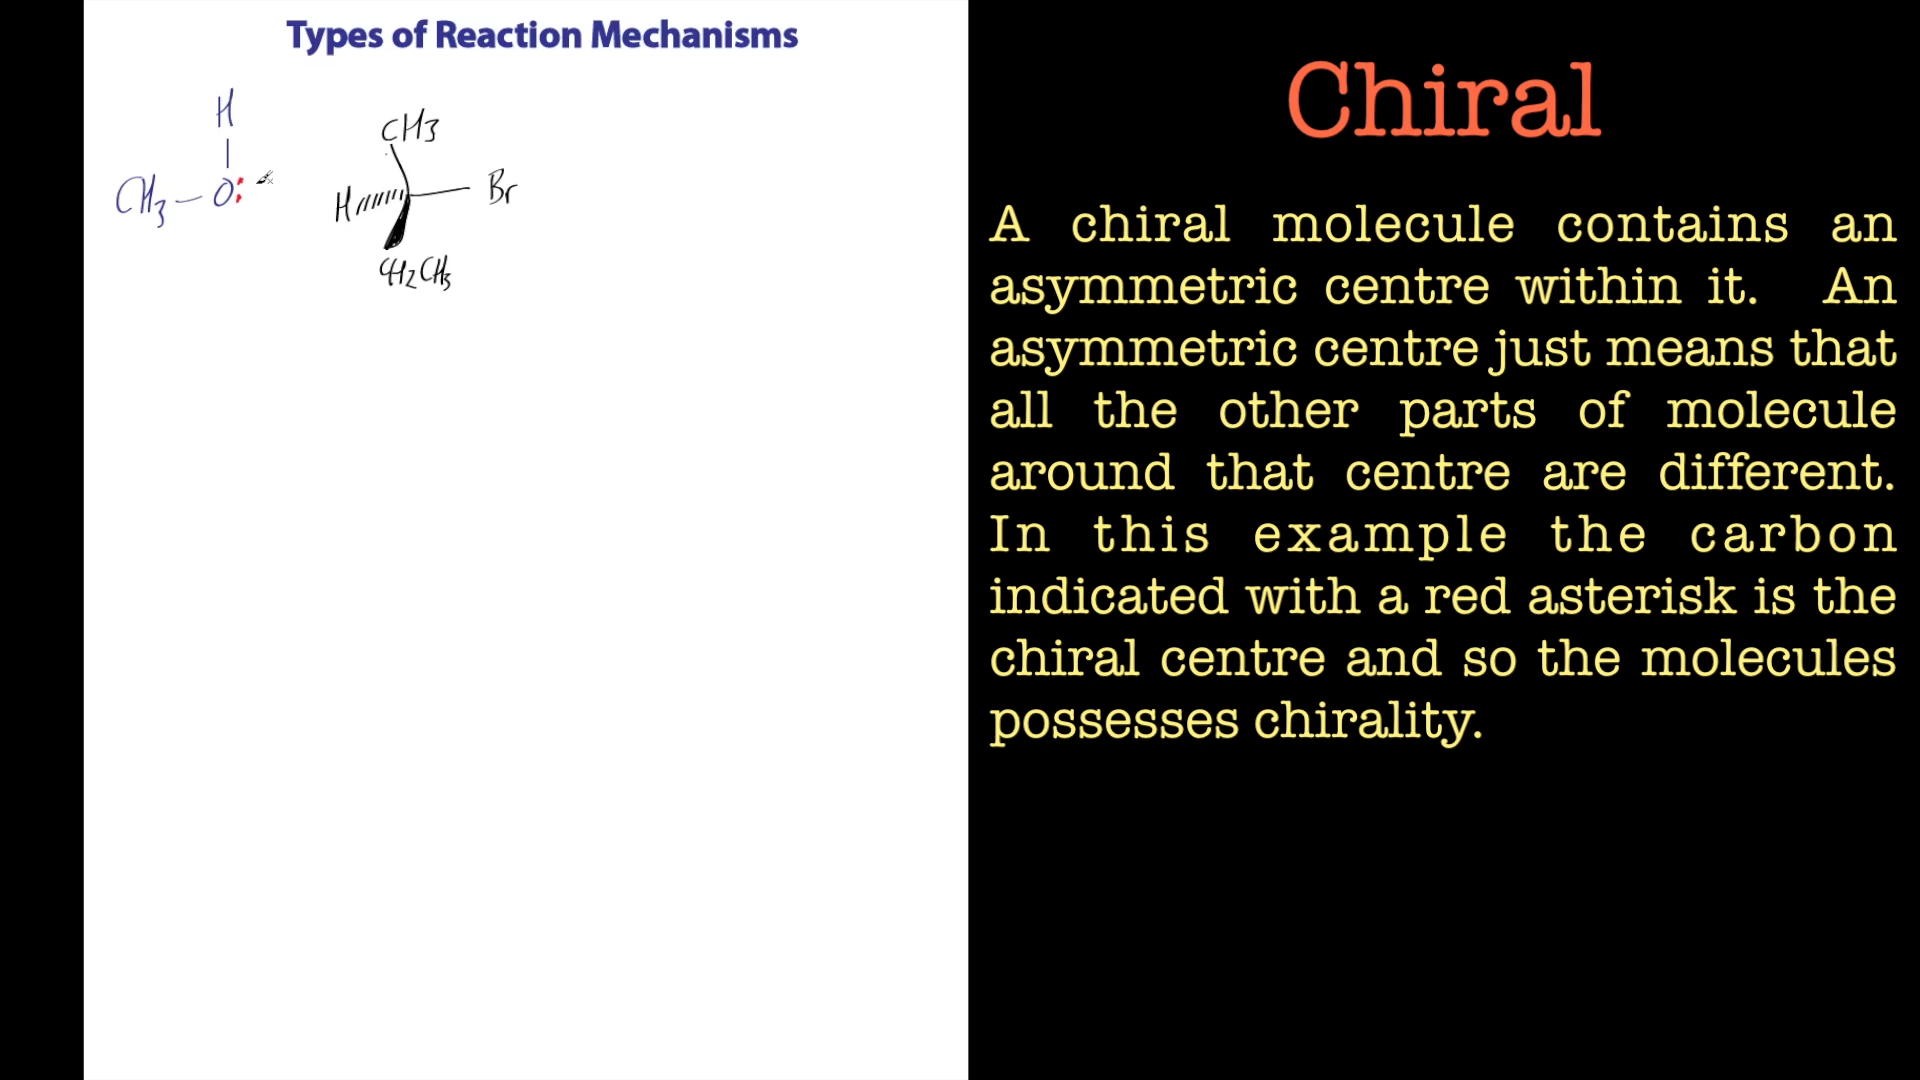 Types of Reaction Mechanisms
H
CH3
CH3 – O:
H
Br
CH2CH3
Chiral
A chiral molecule contains an
asymmetric centre within it. An
asymmetric centre just means that
all the other parts of molecule
around that centre are different.
In this example the carbon
indicated with a red asterisk is the
chiral centre and so the molecules
possesses chirality.